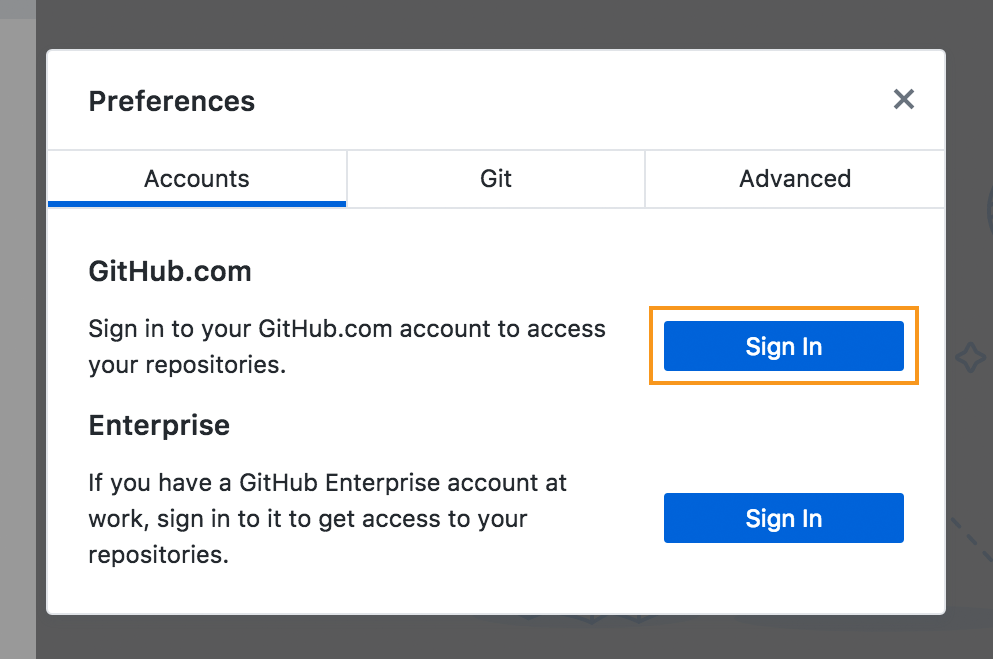 Preferences
Accounts
Git
Advanced
GitHub.com
Sign in to your GitHub.com account to access
your repositories.
Sign In
Enterprise
If you have a GitHub Enterprise account at
work, sign in to it to get access to your
repositories.
Sign In